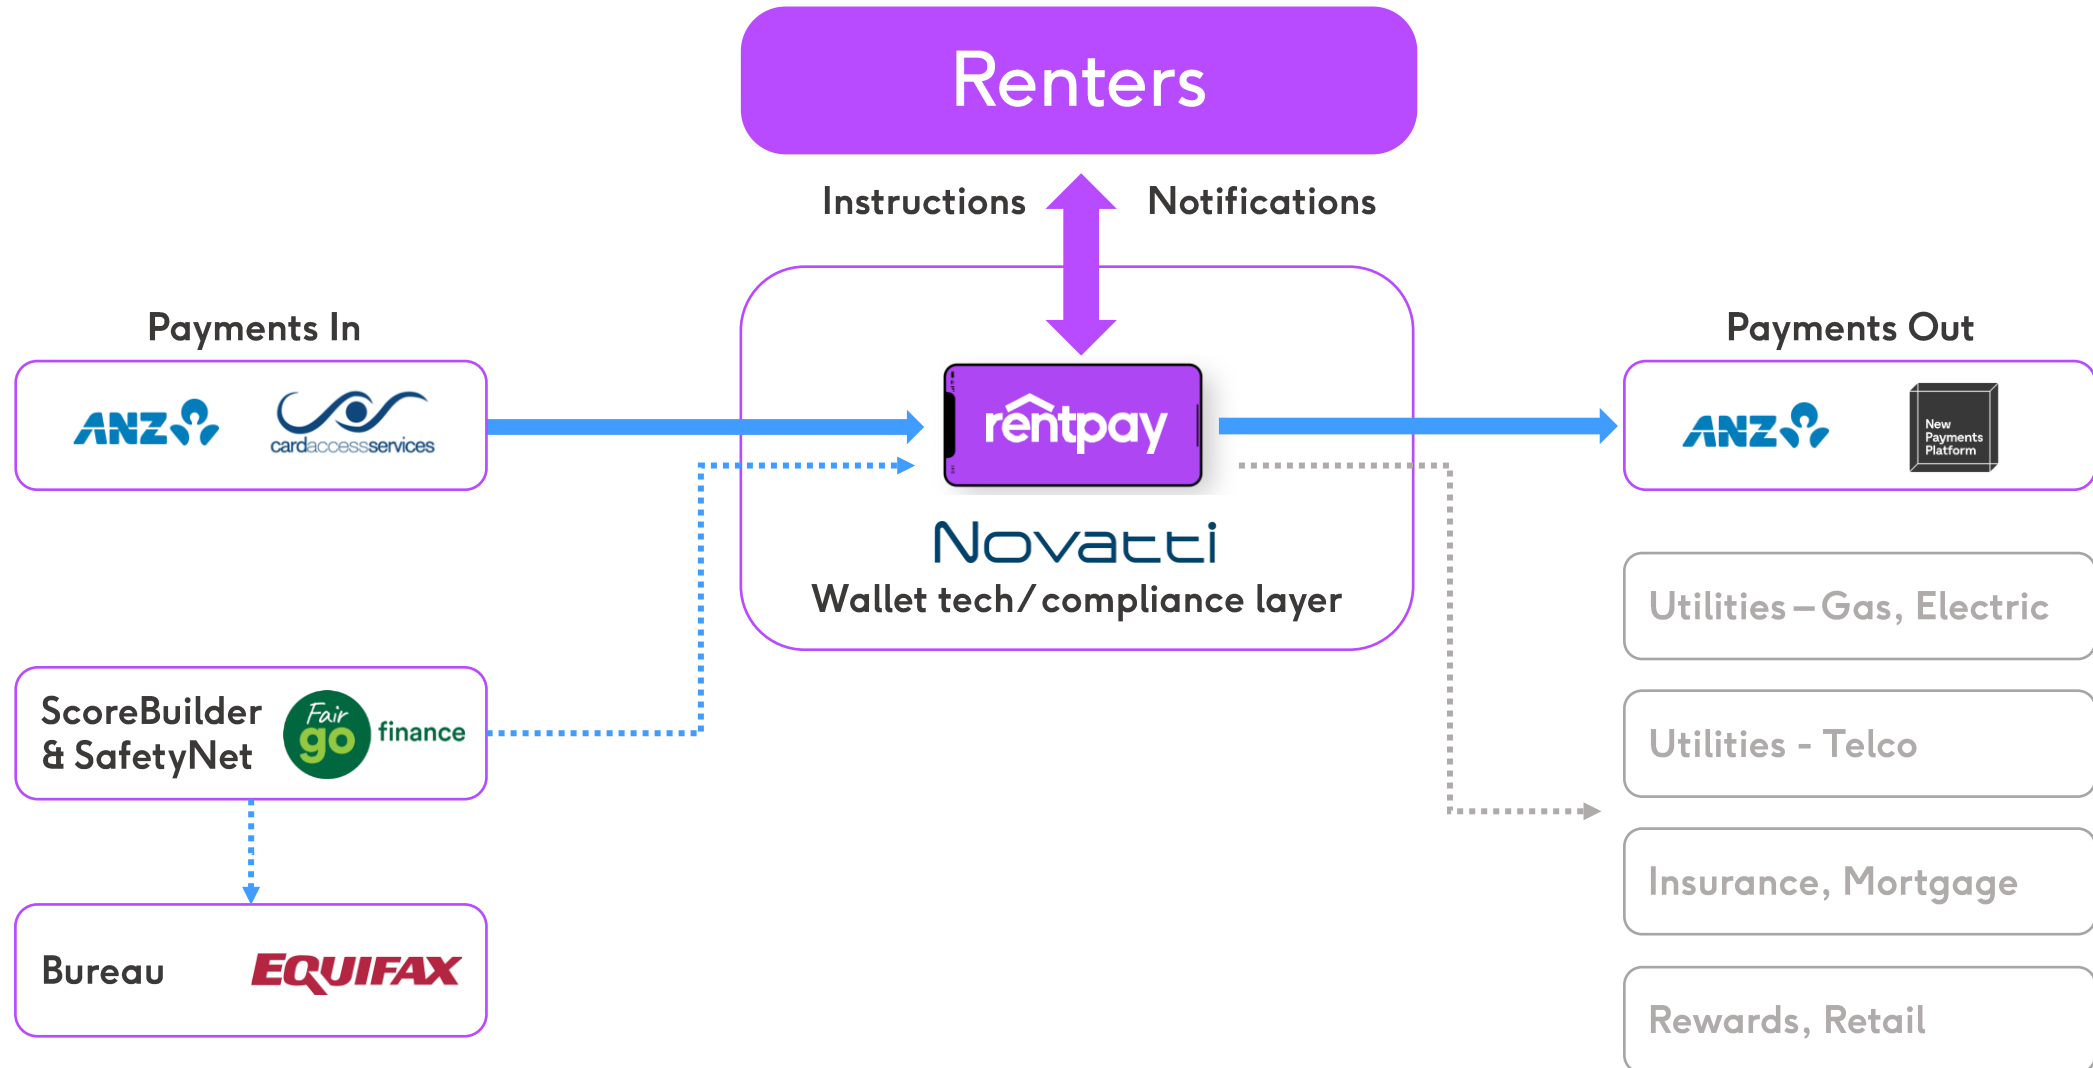 Renters
Instructions
Notifications
Payments In
ANZ
cardaccessservices
rentpay
Novatti
Wallet tech/compliance layer
Payments Out
ANZ
New
Payments
Platform
ScoreBuilder
& SafetyNet
Fair
go
finance
Bureau
EQUIFAX
Utilities – Gas, Electric
Utilities - Telco
Insurance, Mortgage
Rewards, Retail